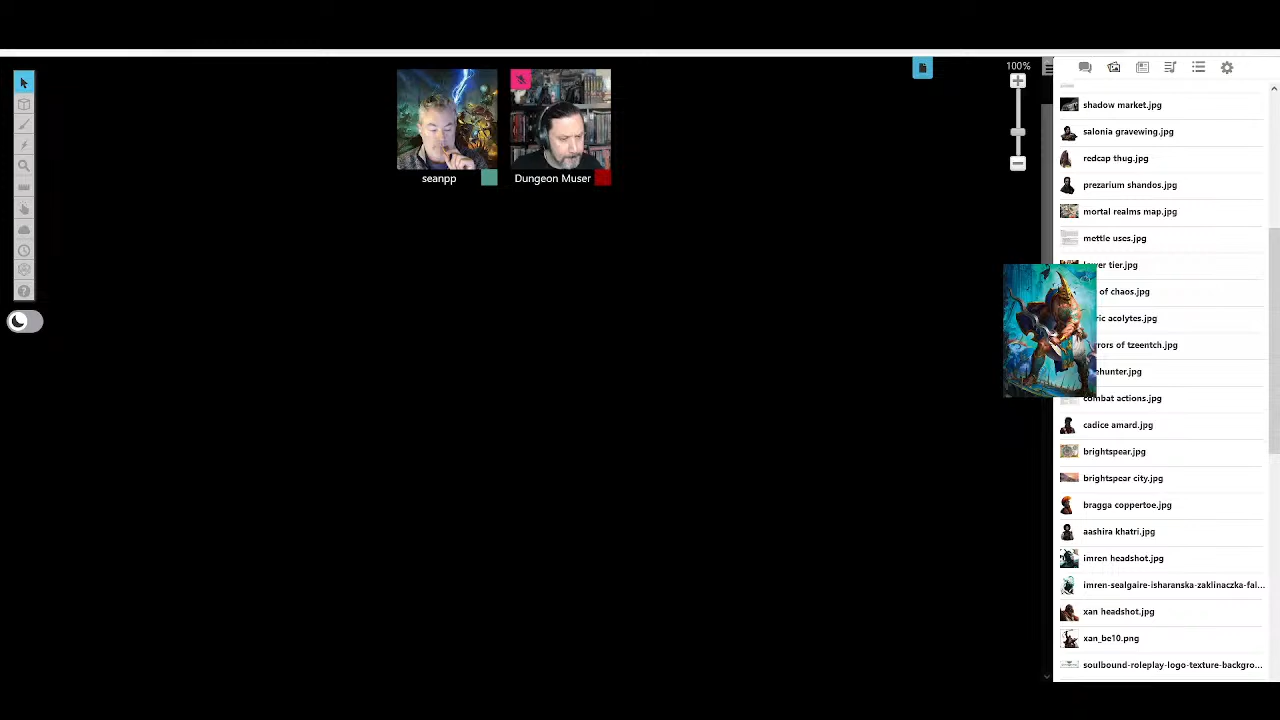 100%
seanpp
Dungeon Muser
shadow market.jpg
salonia gravewing.jpg
redcap thug.jpg
prezarium shandos.jpg
mortal realms map.jpg
mettle uses.jpg
tier.jpg
of chaos.jpg
acolytes.jpg
of tzeentch.jpg
combat actions.jpg
cadice amard.jpg
brightspear.jpg
brightspear city.jpg
bragga coppertoe.jpg
aashira khatri.jpg
imren headshot.jpg
imren-sealgaire-isharanska-zaklinaczka-fal...
xan headshot.jpg
xan_be10.png
soulbound-roleplay-logo-texture-backgro...